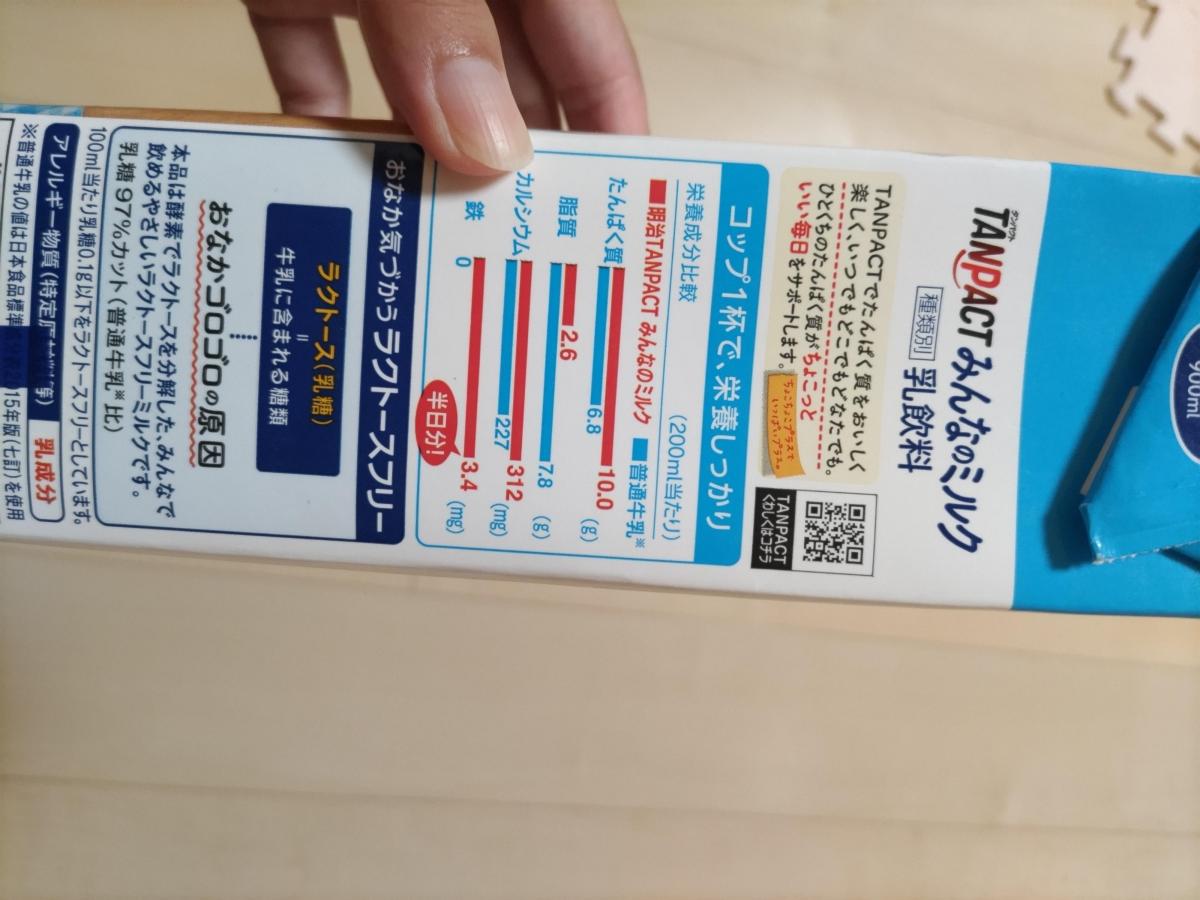 タンパクト
TANPACT みんなのミルク
種類別 乳飲料
TANPACTでたんぱく質をおいしく
楽しく、いつでもどこでもどなたでも。
ひとくちのたんぱく質がちょこっと
いい毎日をサポートします。
ちょこちょこプラスで
いっぱいプラス。
TANPACT
くわしくはコチラ
コップ1杯で、栄養しっかり
栄養成分比較 (200ml当たり)
明治TANPACT みんなのミルク 普通牛乳※
たんぱく質 10.0 (g)
6.8
脂質 2.6 (g)
7.8
カルシウム 312 (mg)
227
鉄 3.4 (mg)
0
半日分!
おなか気づかうラクトースフリー
ラクトース(乳糖)
=
牛乳に含まれる糖類
おなかゴロゴロの原因
本品は酵素でラクトースを分解した、みんなで
飲めるやさしいラクトースフリーミルクです。
乳糖97%カット(普通牛乳※比)
100ml当たり乳糖0.18以下をラクトースフリーとしています。
アレルギー物質(特定原材料等) 乳成分
※普通牛乳の値は日本食品標準 15年版(七訂)を使用
900ml